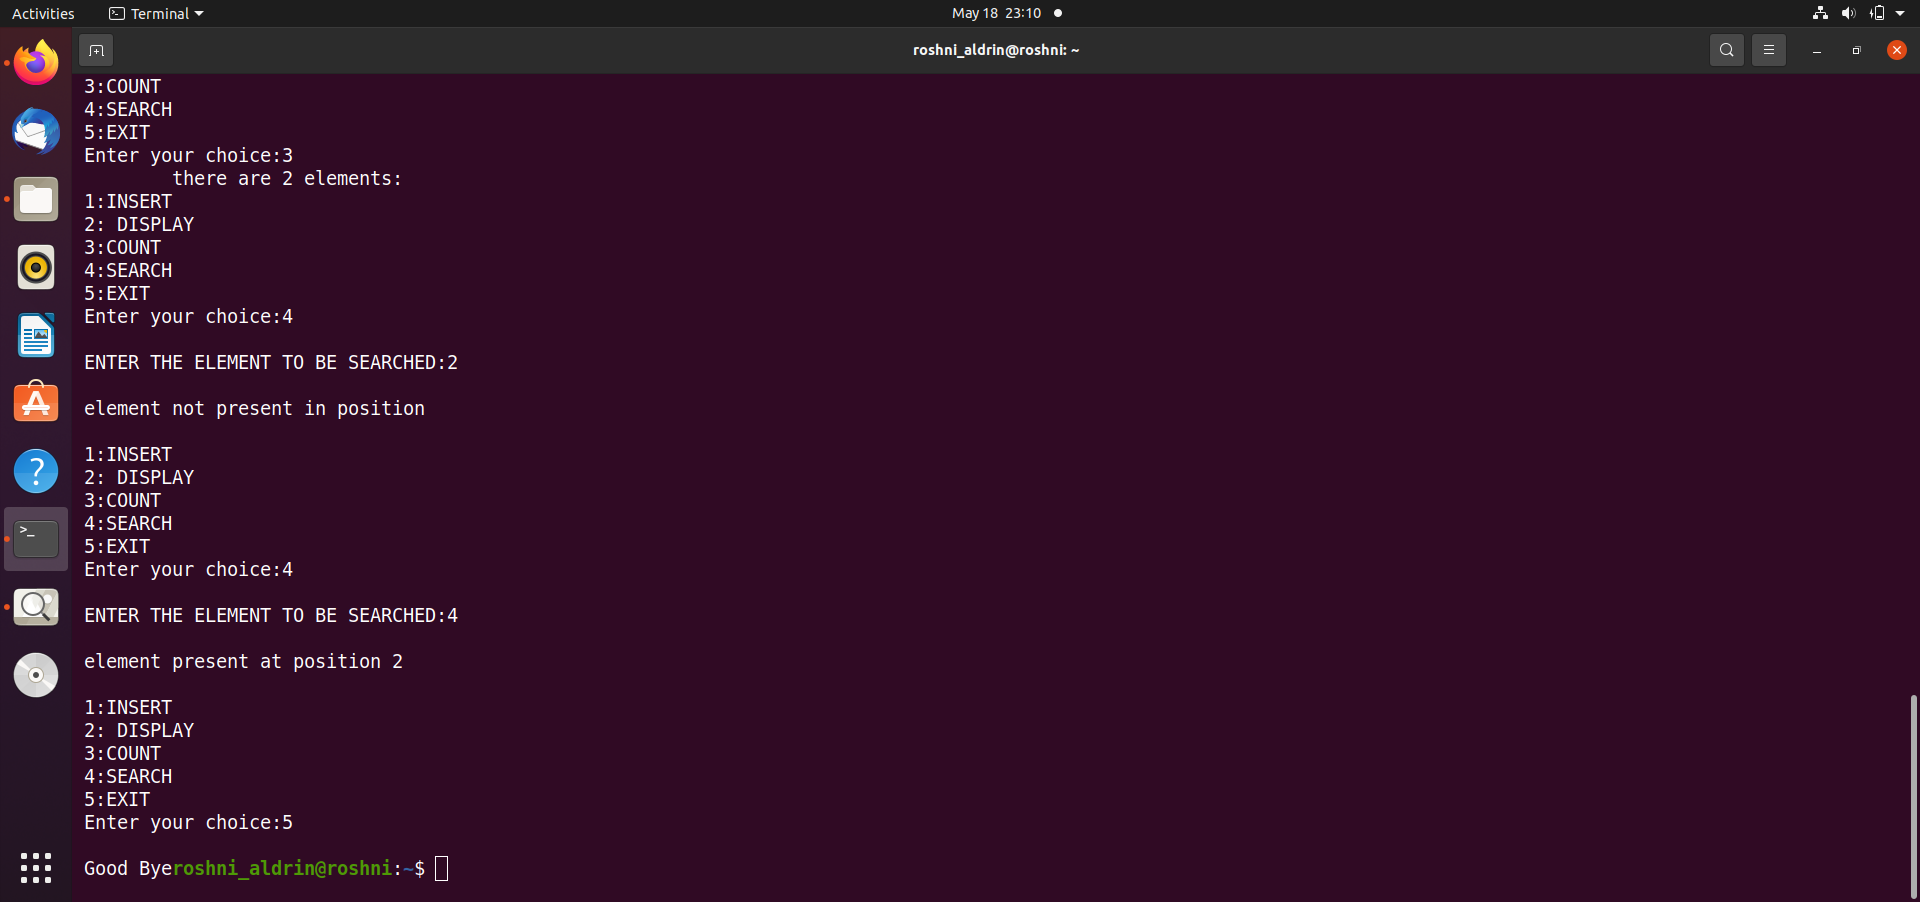 Activities
Terminal
May 18 23:10
roshni_aldrin@roshni: ~
3:COUNT
4:SEARCH
5:EXIT
Enter your choice:3
there are 2 elements:
1:INSERT
2: DISPLAY
3:COUNT
4:SEARCH
5:EXIT
Enter your choice:4
ENTER THE ELEMENT TO BE SEARCHED:2
element not present in position
1:INSERT
2: DISPLAY
3:COUNT
4:SEARCH
5:EXIT
Enter your choice:4
ENTER THE ELEMENT TO BE SEARCHED:4
element present at position 2
1:INSERT
2: DISPLAY
3:COUNT
4:SEARCH
5:EXIT
Enter your choice:5
Good Byeroshni_aldrin@roshni:~$